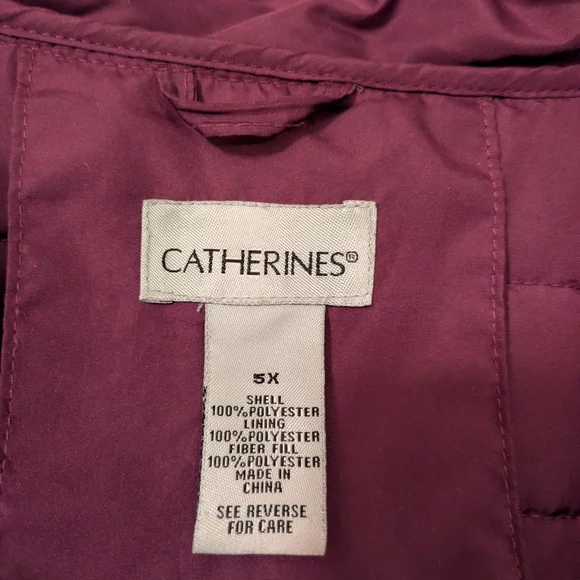 CATHERINES®
5X
SHELL
100%POLYESTER
LINING
100%POLYESTER
FIBER FILL
100%POLYESTER
MADE IN
CHINA
SEE REVERSE
FOR CARE